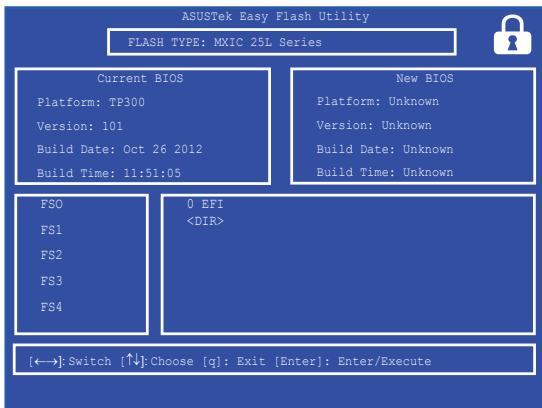 ASUSTek Easy Flash Utility
FLASH TYPE: MXIC 25L Series
Current BIOS
Platform: TP300
Version: 101
Build Date: Oct 26 2012
Build Time: 11:51:05
New BIOS
Platform: Unknown
Version: Unknown
Build Date: Unknown
Build Time: Unknown
FSO
FS1
FS2
FS3
FS4
0 EFI
<DIR>
[←→]: Switch [↑↓]: Choose [q]: Exit [Enter]: Enter/Execute